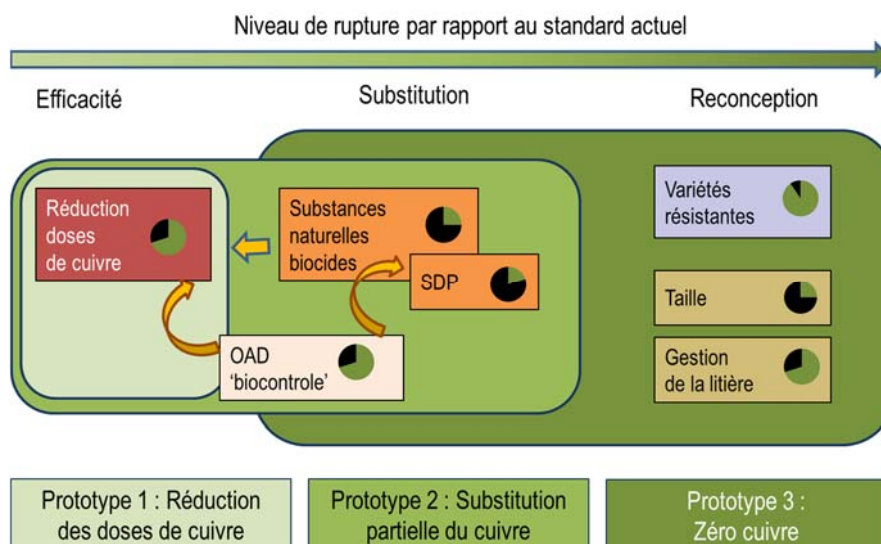 Niveau de rupture par rapport au standard actuel
Efficacité
Substitution
Reconception
Réduction
doses
de cuivre
Substances
naturelles
biocides
SDP
OAD
‘biocontrole’
Variétés
résistantes
Taille
Gestion
de la litière
Prototype 1 : Réduction
des doses de cuivre
Prototype 2 : Substitution
partielle du cuivre
Prototype 3 :
Zéro cuivre